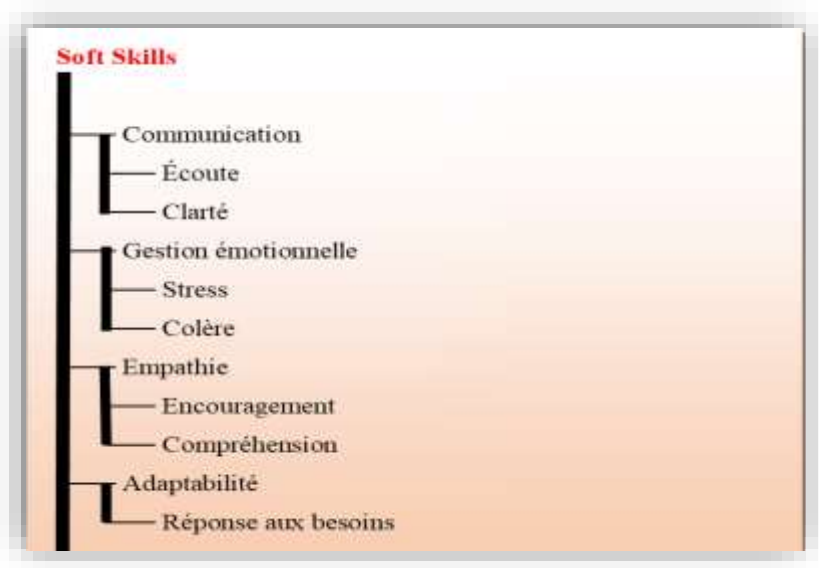 Soft Skills
Communication
Écoute
Clarté
Gestion émotionnelle
Stress
Colère
Empathie
Encouragement
Compréhension
Adaptabilité
Réponse aux besoins